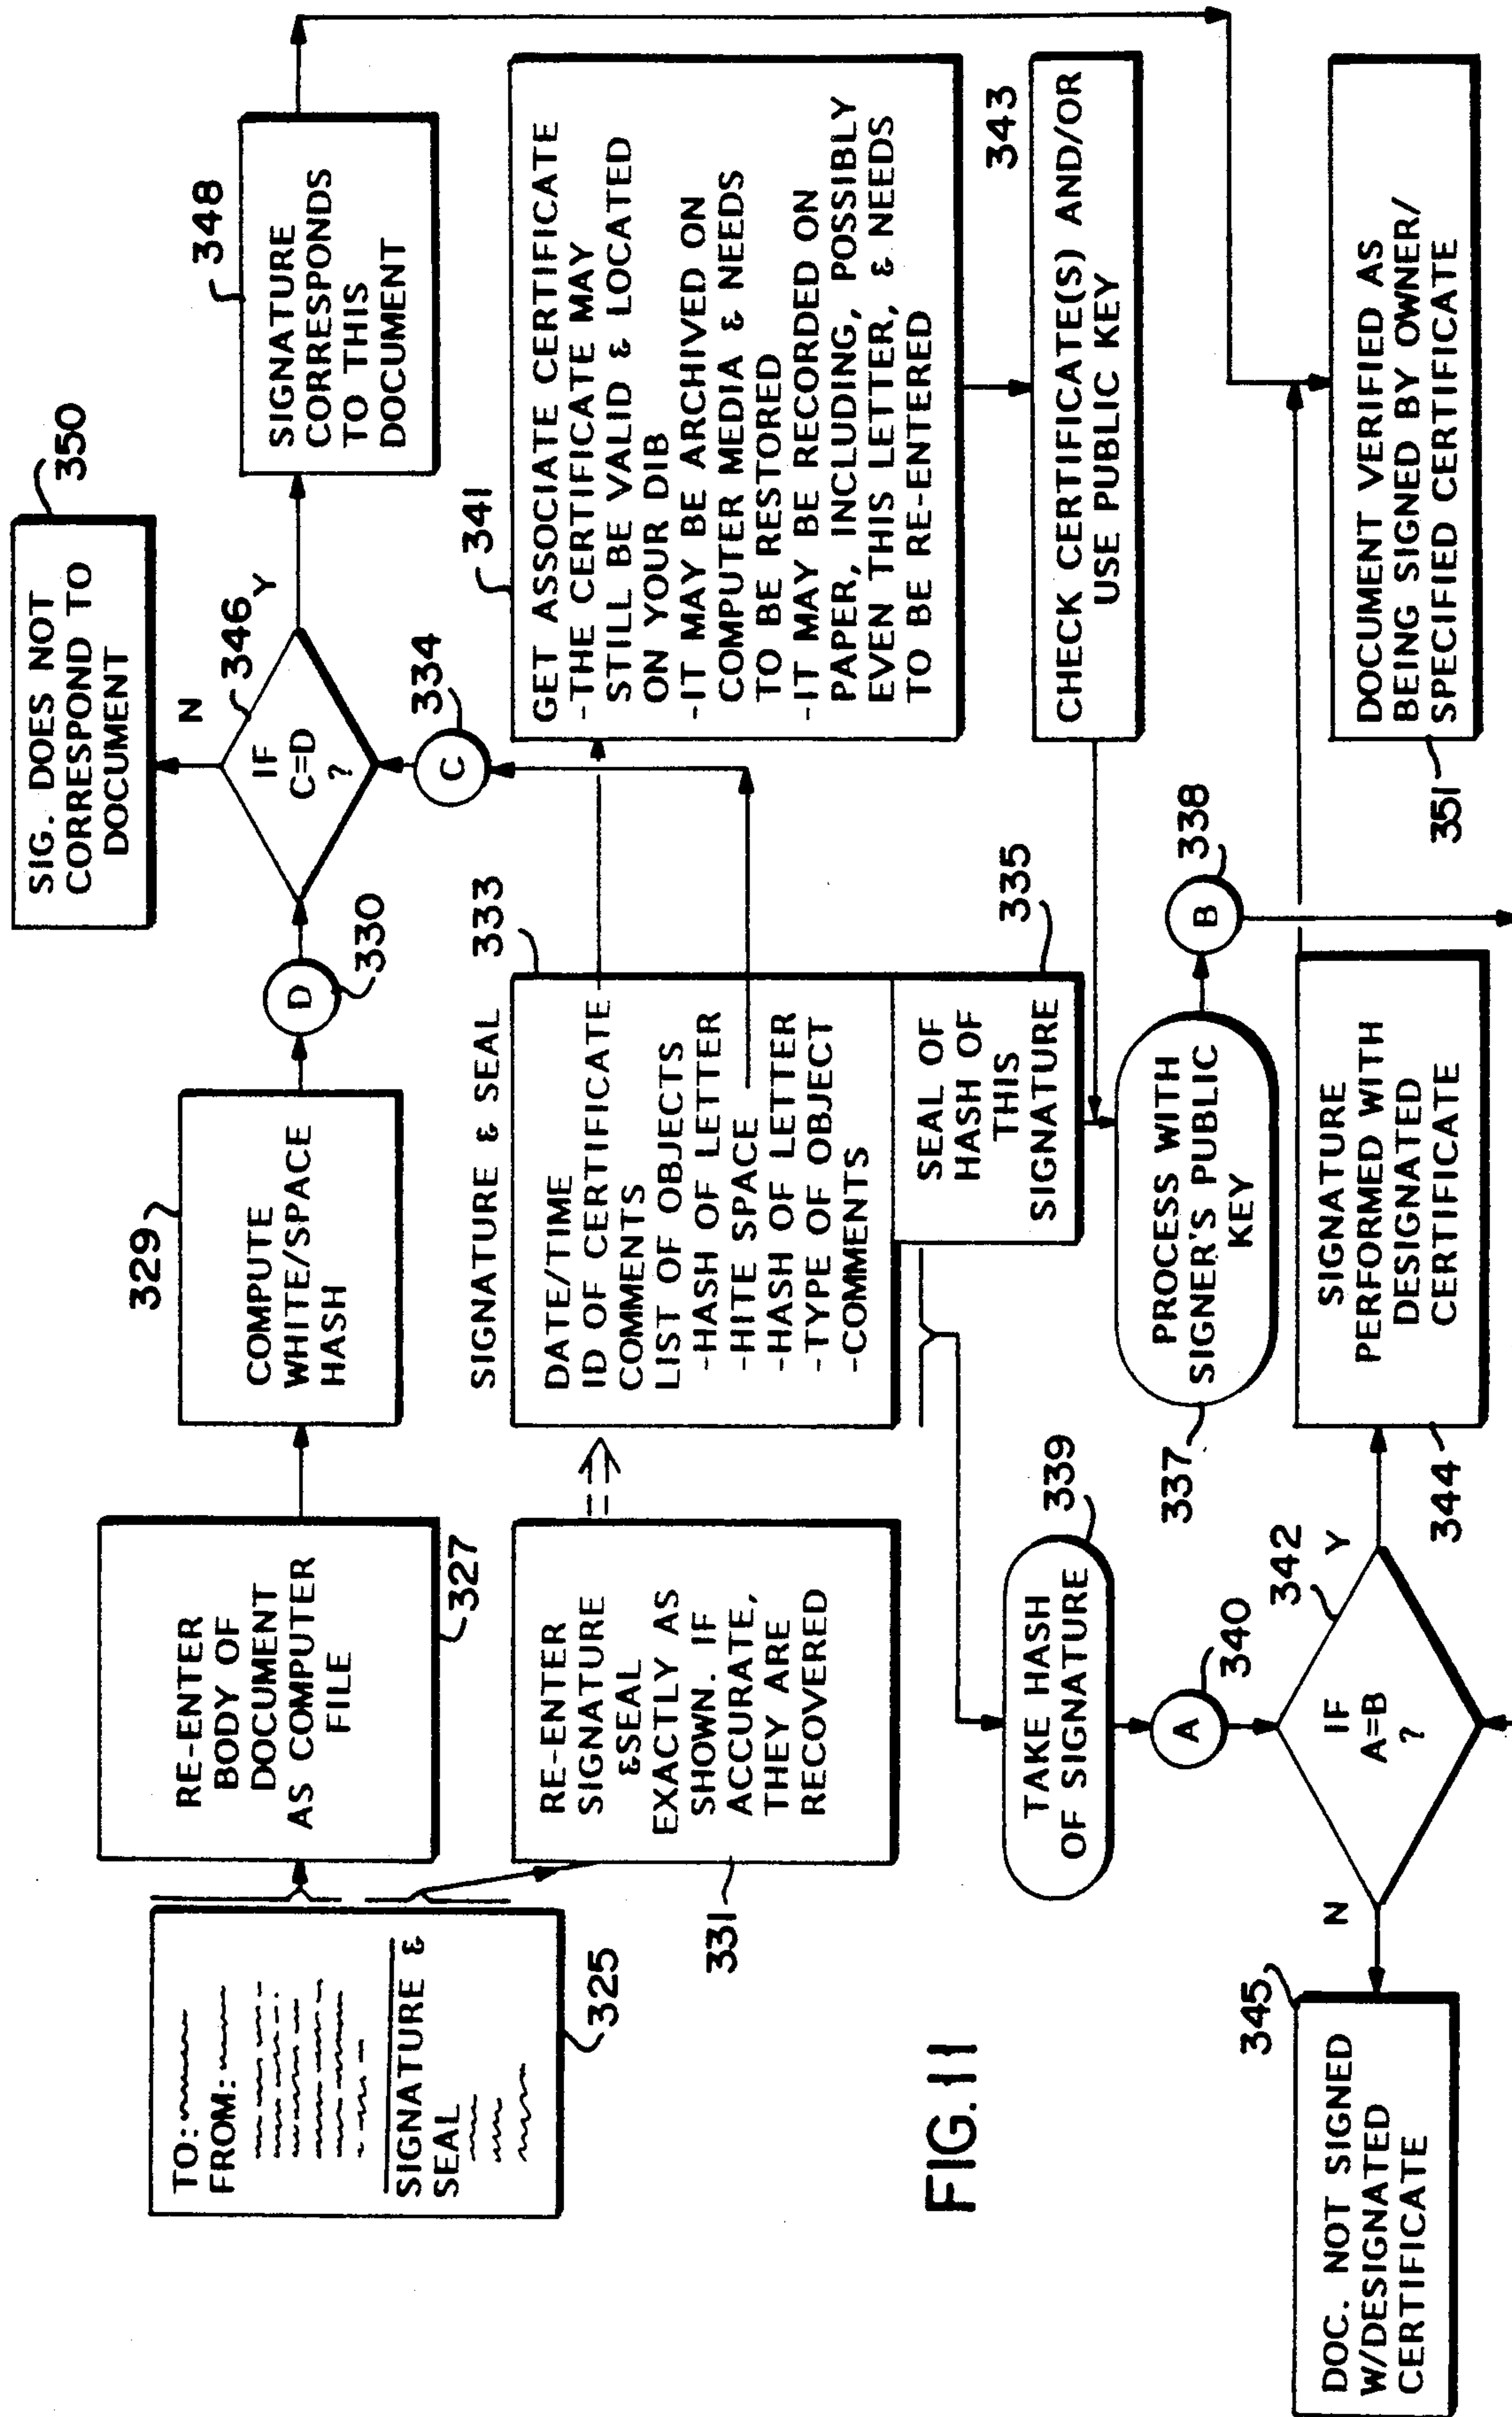 TO:
FROM:
SIGNATURE &
SEAL
325
RE-ENTER
BODY OF
DOCUMENT
AS COMPUTER
FILE
327
COMPUTE
WHITE/SPACE
HASH
329
D
330
IF
C=D
?
346
Y
N
SIG. DOES NOT
CORRESPOND TO
DOCUMENT
350
SIGNATURE
CORRESPONDS
TO THIS
DOCUMENT
348
C
334
RE-ENTER
SIGNATURE
&SEAL
EXACTLY AS
SHOWN. IF
ACCURATE,
THEY ARE
RECOVERED
331
SIGNATURE & SEAL
333
DATE/TIME
ID OF CERTIFICATE
COMMENTS
LIST OF OBJECTS
-HASH OF LETTER
-HITE SPACE
-HASH OF LETTER
-TYPE OF OBJECT
-COMMENTS
SEAL OF
HASH OF
THIS
SIGNATURE
335
341
GET ASSOCIATE CERTIFICATE
-THE CERTIFICATE MAY
STILL BE VALID & LOCATED
ON YOUR DIB
-IT MAY BE ARCHIVED ON
COMPUTER MEDIA & NEEDS
TO BE RESTORED
-IT MAY BE RECORDED ON
PAPER, INCLUDING, POSSIBLY
EVEN THIS LETTER, & NEEDS
TO BE RE-ENTERED
343
CHECK CERTIFICATE(S) AND/OR
USE PUBLIC KEY
TAKE HASH
OF SIGNATURE
339
A
340
PROCESS WITH
SIGNER'S PUBLIC
KEY
337
B
338
IF
A=B
?
342
Y
N
345
DOC. NOT SIGNED
W/DESIGNATED
CERTIFICATE
SIGNATURE
PERFORMED WITH
DESIGNATED
CERTIFICATE
344
DOCUMENT VERIFIED AS
BEING SIGNED BY OWNER/
SPECIFIED CERTIFICATE
351
FIG. 11